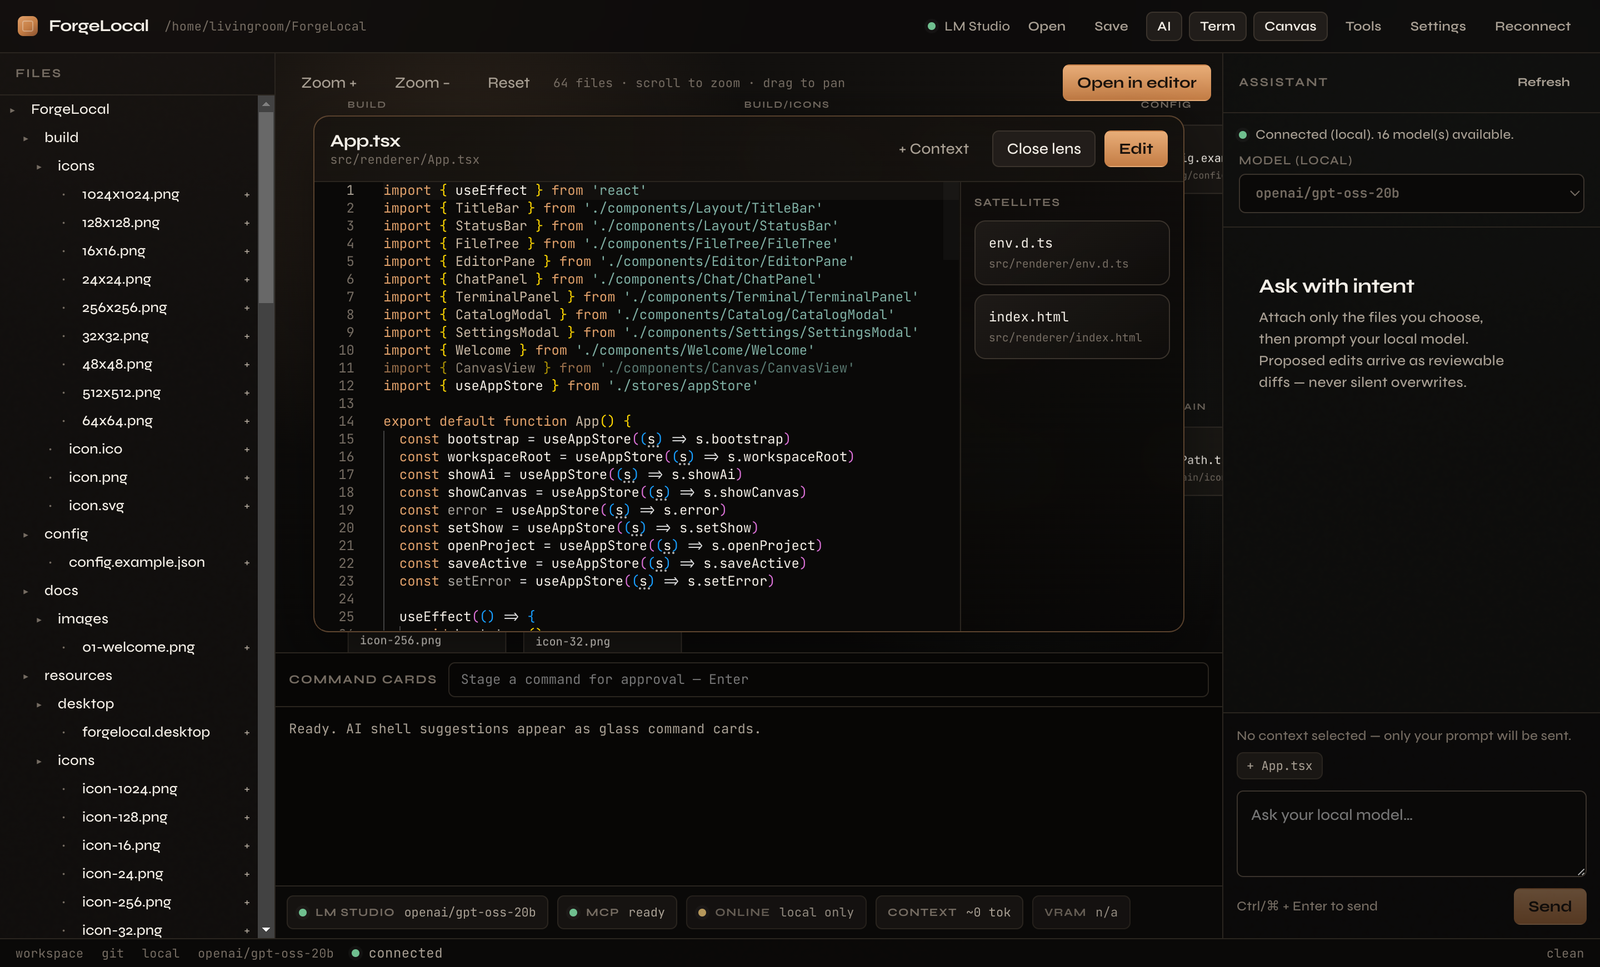 ForgeLocal /home/livingroom/ForgeLocal
LM Studio Open Save AI Term Canvas Tools Settings Reconnect
FILES
ForgeLocal
build
icons
1024x1024.png +
128x128.png +
16x16.png +
24x24.png +
256x256.png +
32x32.png +
48x48.png +
512x512.png +
64x64.png +
icon.ico +
icon.png +
icon.svg +
config
config.example.json +
docs
images
01-welcome.png +
resources
desktop
forgelocal.desktop +
icons
icon-1024.png +
icon-128.png +
icon-16.png +
icon-24.png +
icon-256.png +
icon-32.png +
Zoom + Zoom - Reset 64 files · scroll to zoom · drag to pan Open in editor
BUILD BUILD/ICONS CONFIG
App.tsx
src/renderer/App.tsx
+ Context Close lens Edit
1 import { useEffect } from 'react'
2 import { TitleBar } from './components/Layout/TitleBar'
3 import { StatusBar } from './components/Layout/StatusBar'
4 import { FileTree } from './components/FileTree/FileTree'
5 import { EditorPane } from './components/Editor/EditorPane'
6 import { ChatPanel } from './components/Chat/ChatPanel'
7 import { TerminalPanel } from './components/Terminal/TerminalPanel'
8 import { CatalogModal } from './components/Catalog/CatalogModal'
9 import { SettingsModal } from './components/Settings/SettingsModal'
10 import { Welcome } from './components/Welcome/Welcome'
11 import { CanvasView } from './components/Canvas/CanvasView'
12 import { useAppStore } from './stores/appStore'
13
14 export default function App() {
15 const bootstrap = useAppStore((s) => s.bootstrap)
16 const workspaceRoot = useAppStore((s) => s.workspaceRoot)
17 const showAi = useAppStore((s) => s.showAi)
18 const showCanvas = useAppStore((s) => s.showCanvas)
19 const error = useAppStore((s) => s.error)
20 const setShow = useAppStore((s) => s.setShow)
21 const openProject = useAppStore((s) => s.openProject)
22 const saveActive = useAppStore((s) => s.saveActive)
23 const setError = useAppStore((s) => s.setError)
24
25 useEffect(() => {
SATELLITES
env.d.ts
src/renderer/env.d.ts
index.html
src/renderer/index.html
ig.exa
g/confi
AIN
Path.t
ain/ico
icon-256.png icon-32.png
COMMAND CARDS Stage a command for approval — Enter
Ready. AI shell suggestions appear as glass command cards.
LM STUDIO openai/gpt-oss-20b MCP ready ONLINE local only CONTEXT ~0 tok VRAM n/a
ASSISTANT Refresh
Connected (local). 16 model(s) available.
MODEL (LOCAL)
openai/gpt-oss-20b
Ask with intent
Attach only the files you choose,
then prompt your local model.
Proposed edits arrive as reviewable
diffs — never silent overwrites.
No context selected — only your prompt will be sent.
+ App.tsx
Ask your local model...
Ctrl/⌘ + Enter to send Send
workspace git local openai/gpt-oss-20b connected clean